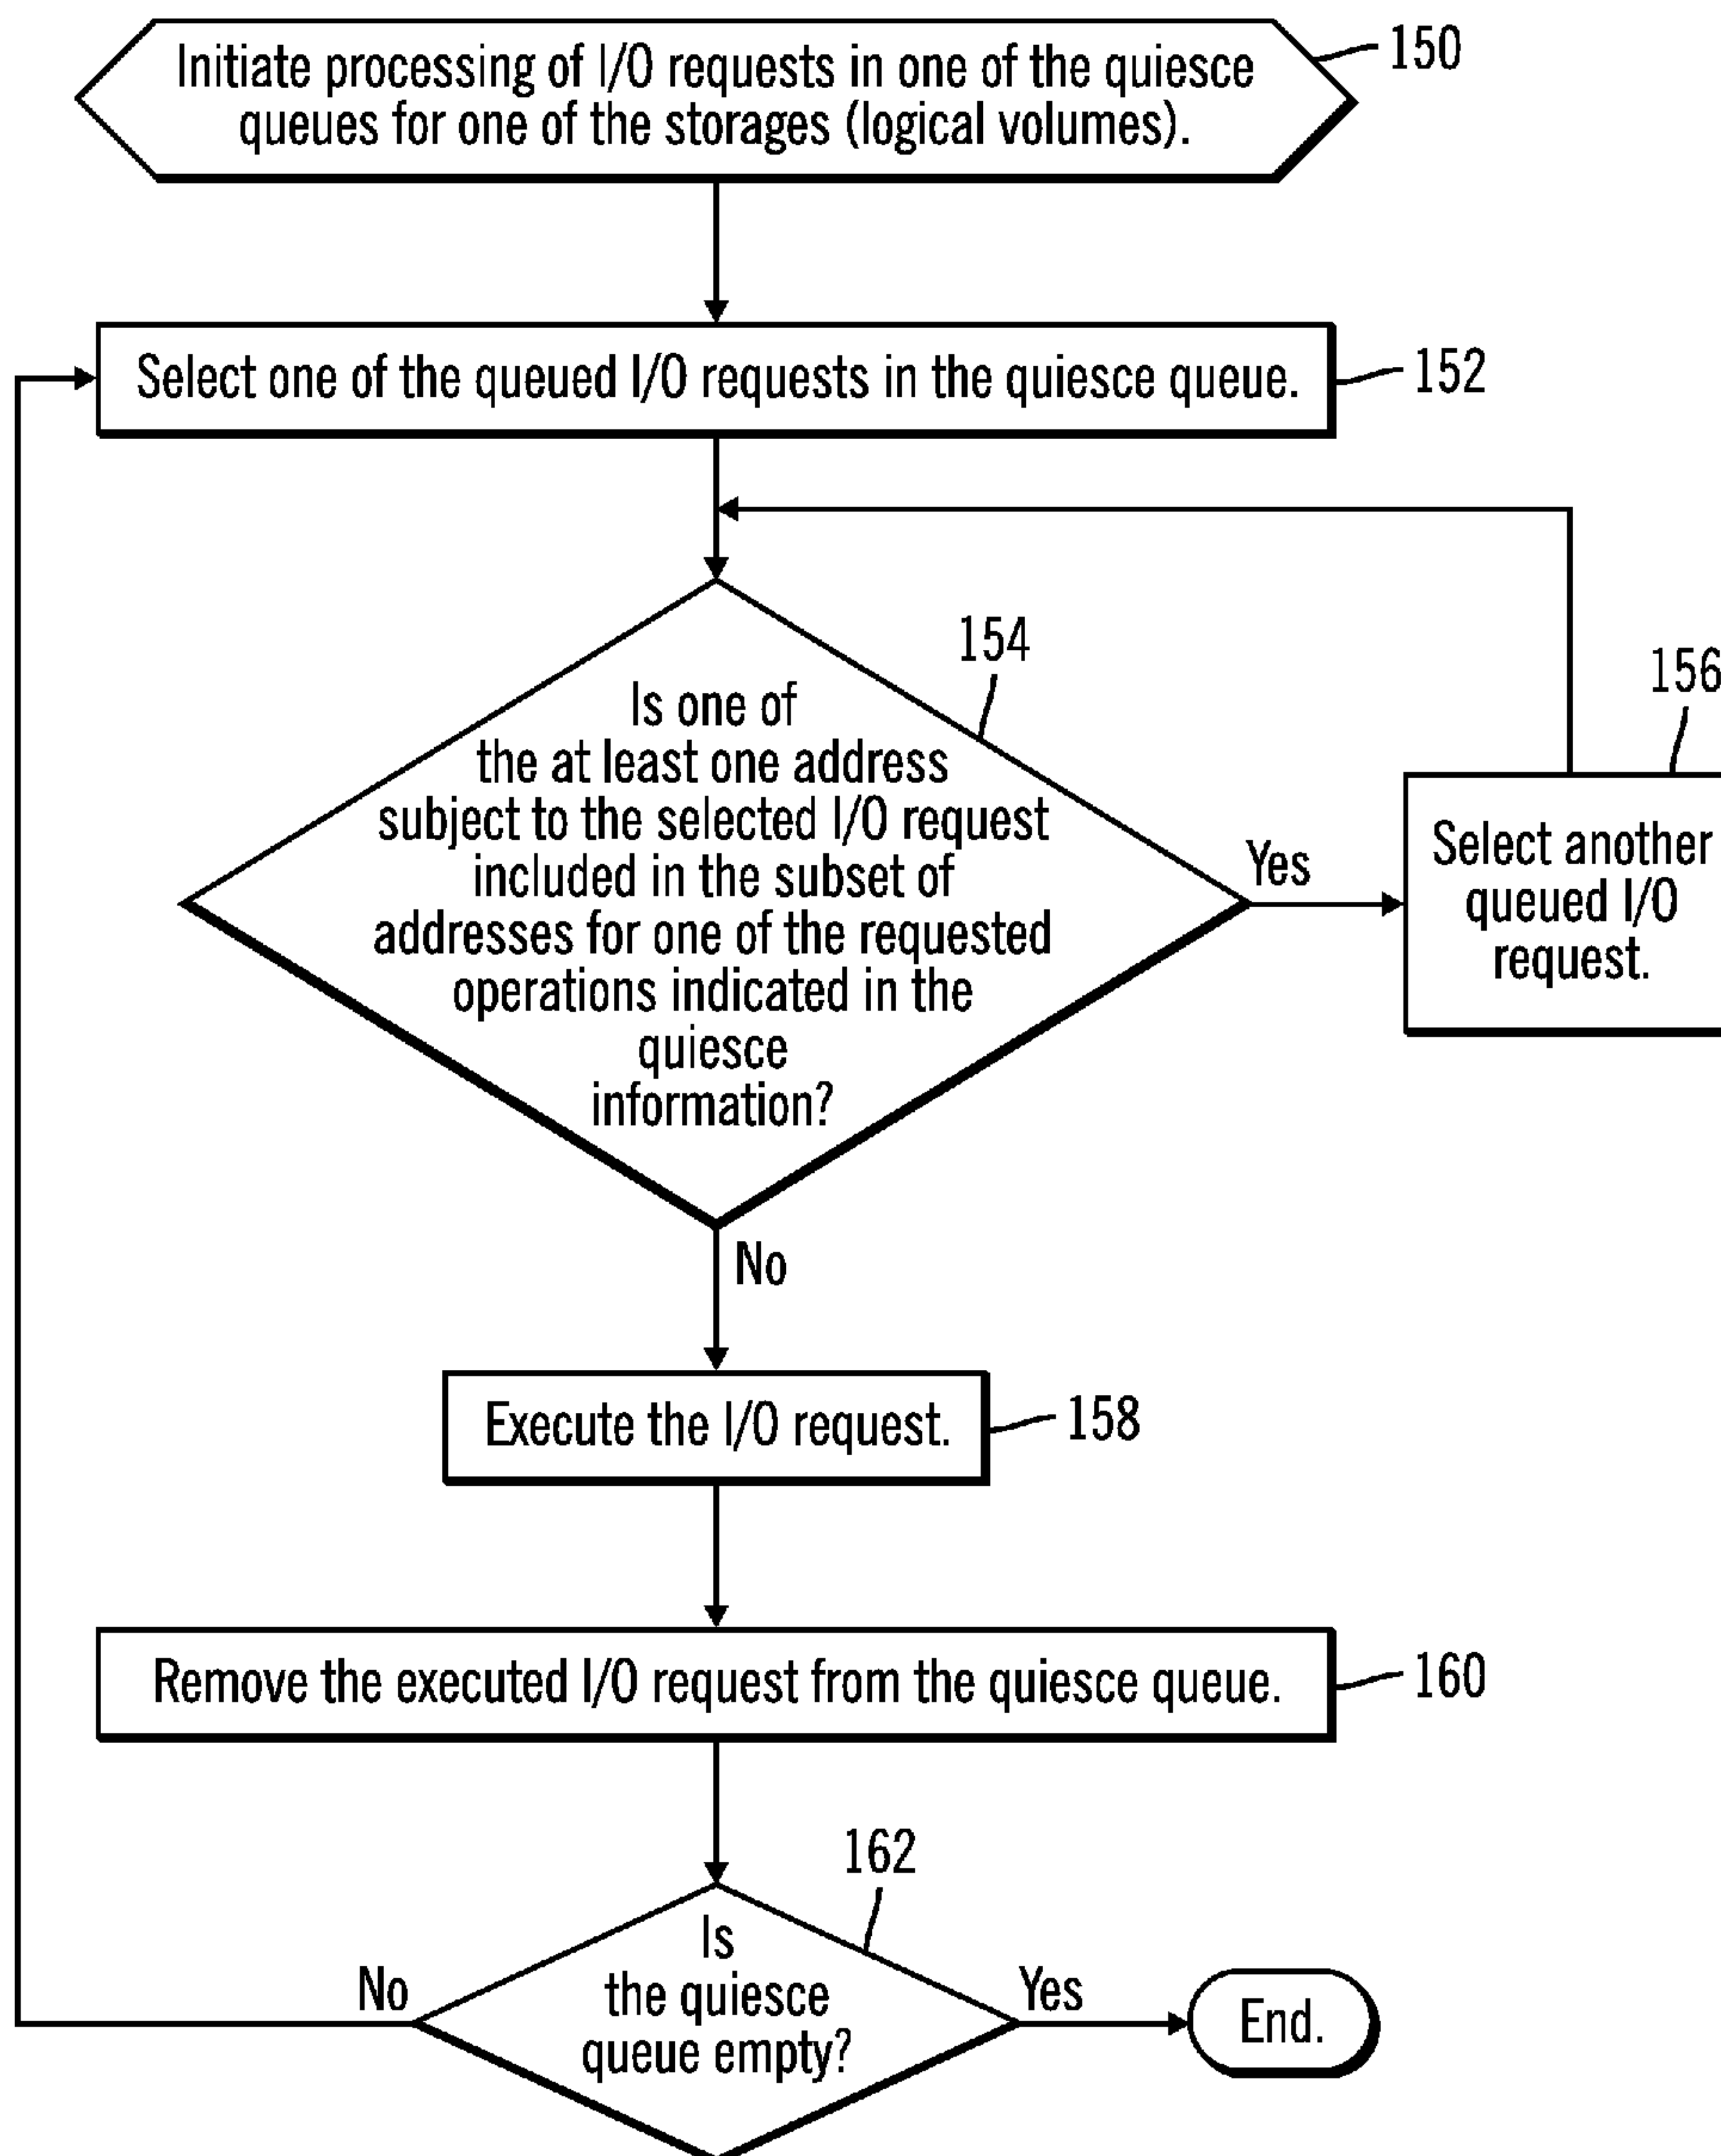 Initiate processing of I/O requests in one of the quiesce
queues for one of the storages (logical volumes).
150
Select one of the queued I/O requests in the quiesce queue.
152
154
Is one of
the at least one address
subject to the selected I/O request
included in the subset of
addresses for one of the requested
operations indicated in the
quiesce
information?
Yes
156
Select another
queued I/O
request.
No
Execute the I/O request.
158
Remove the executed I/O request from the quiesce queue.
160
162
Is
the quiesce
queue empty?
No
Yes
End.